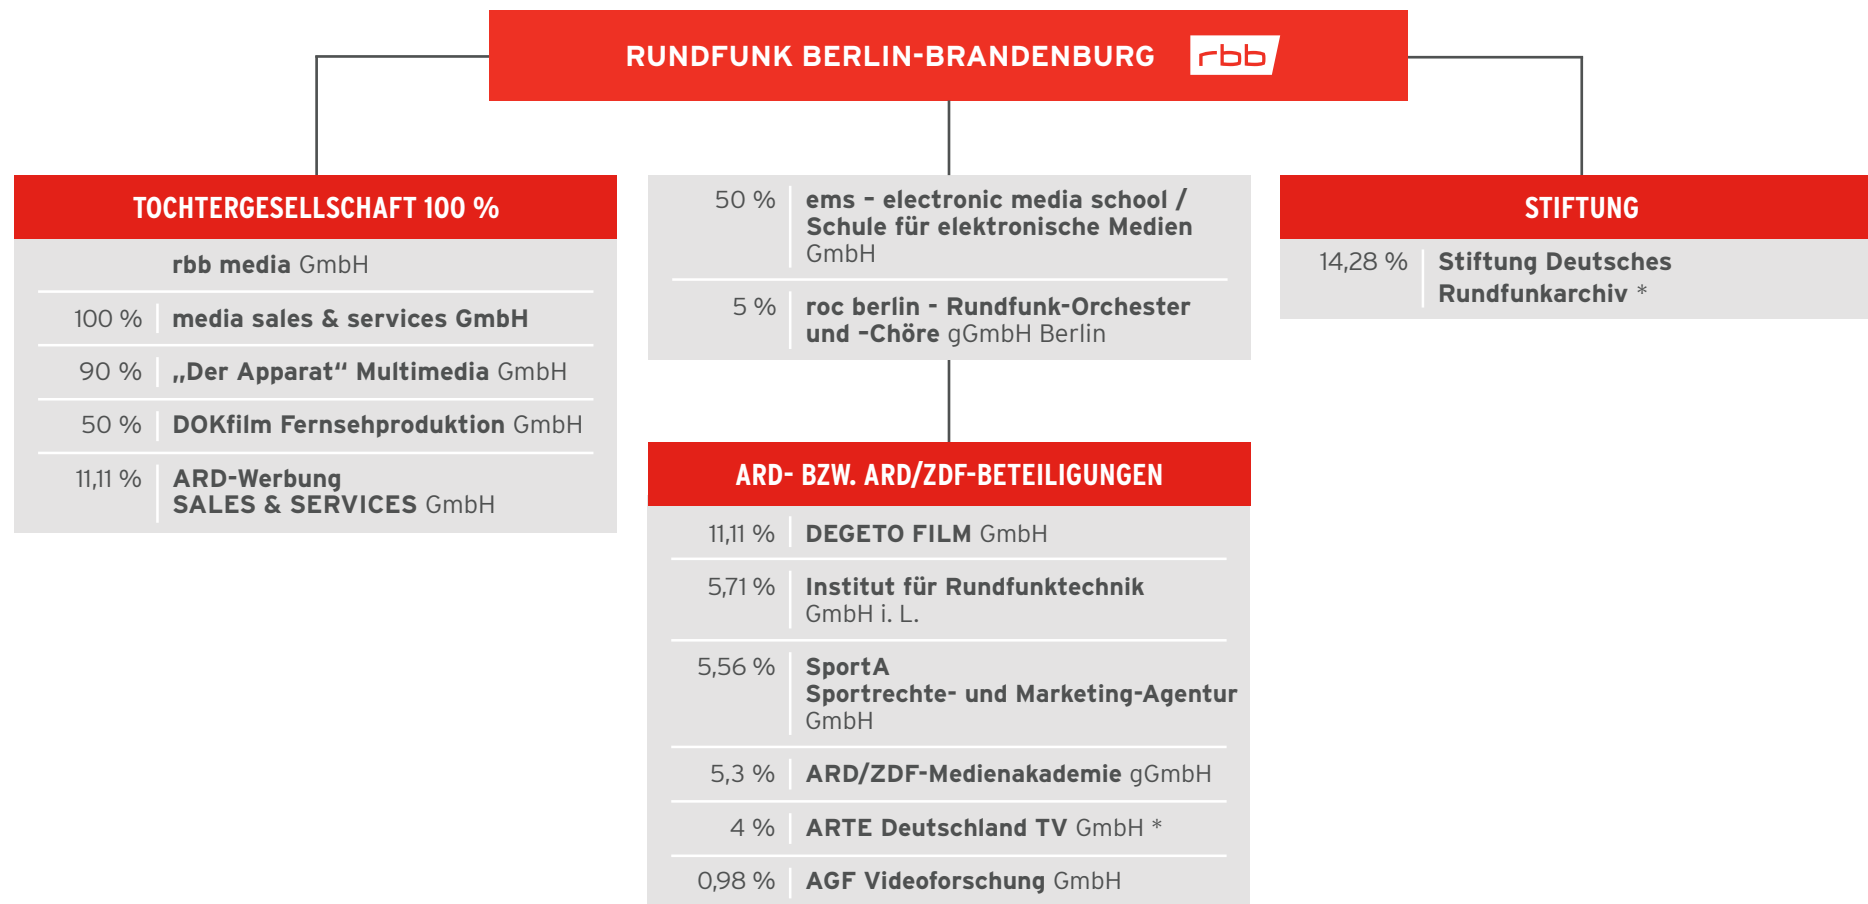 RUNDFUNK BERLIN-BRANDENBURG rbb
TOCHTERGESELLSCHAFT 100 %
rbb media GmbH
100 % media sales & services GmbH
90 % „Der Apparat“ Multimedia GmbH
50 % DOKfilm Fernsehproduktion GmbH
11,11 % ARD-Werbung
SALES & SERVICES GmbH
50 % ems – electronic media school /
Schule für elektronische Medien
GmbH
5 % roc berlin - Rundfunk-Orchester
und –Chöre gGmbH Berlin
ARD- BZW. ARD/ZDF-BETEILIGUNGEN
11,11 % DEGETO FILM GmbH
5,71 % Institut für Rundfunktechnik
GmbH i. L.
5,56 % SportA
Sportrechte- und Marketing-Agentur
GmbH
5,3 % ARD/ZDF-Medienakademie gGmbH
4 % ARTE Deutschland TV GmbH *
0,98 % AGF Videoforschung GmbH
STIFTUNG
14,28 % Stiftung Deutsches
Rundfunkarchiv *